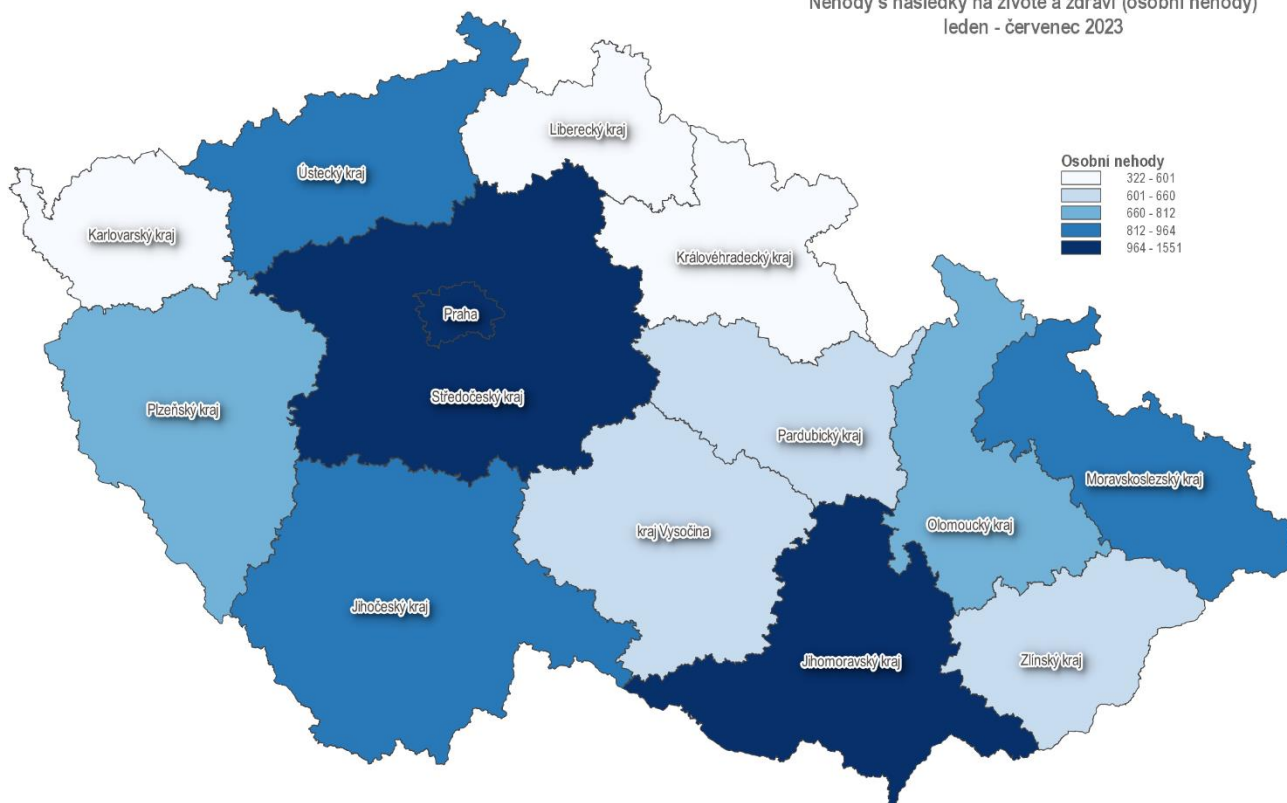 Nehody s následky na životě a zdraví (osobní nehody)
leden - červenec 2023
Liberecký kraj
Ústecký kraj
Osobní nehody
322 - 601
601 - 660
660 - 812
812 - 964
964 - 1551
Karlovarský kraj
Královéhradecký kraj
Praha
Středočeský kraj
Plzeňský kraj
Pardubický kraj
Moravskoslezský kraj
Olomoucký kraj
kraj Vysočina
Jihočeský kraj
Jihomoravský kraj
Zlínský kraj